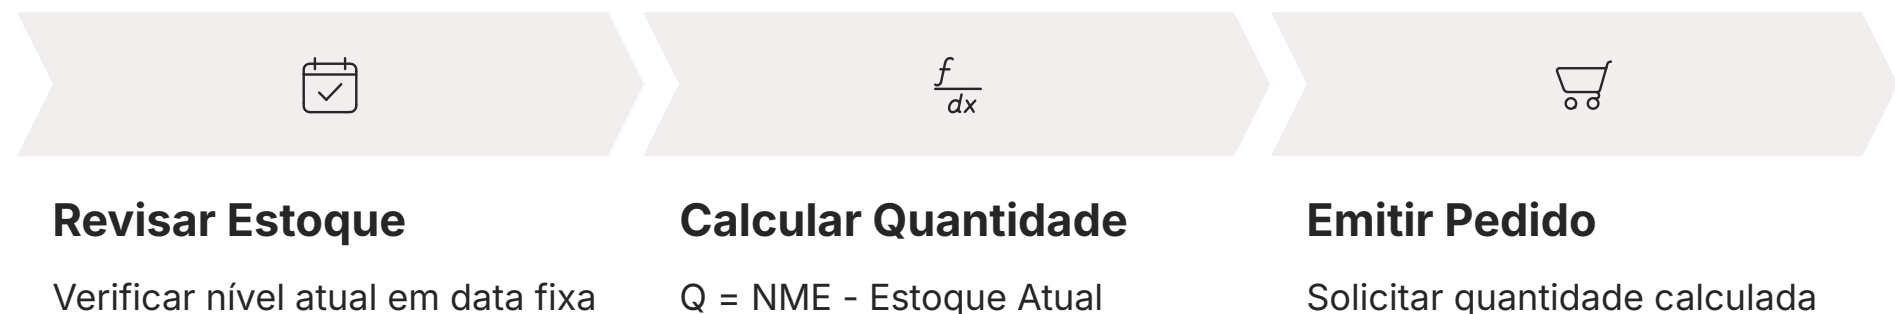 f
dx
Revisar Estoque
Verificar nível atual em data fixa
Calcular Quantidade
Q = NME - Estoque Atual
Emitir Pedido
Solicitar quantidade calculada